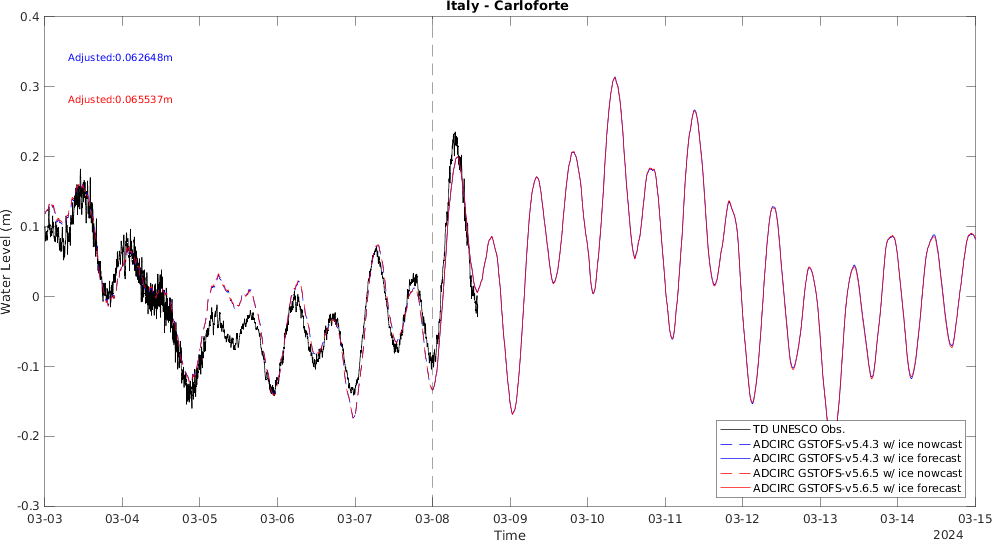 Italy - Carloforte
Adjusted:0.062648m
Adjusted:0.065537m
Water Level (m)
0.4
0.3
0.2
0.1
0
-0.1
-0.2
-0.3
TD UNESCO Obs.
ADCIRC GSTOFS-v5.4.3 w/ ice nowcast
ADCIRC GSTOFS-v5.4.3 w/ ice forecast
ADCIRC GSTOFS-v5.6.5 w/ ice nowcast
ADCIRC GSTOFS-v5.6.5 w/ ice forecast
03-03 03-04 03-05 03-06 03-07 03-08 03-09 03-10 03-11 03-12 03-13 03-14 03-15
Time
2024